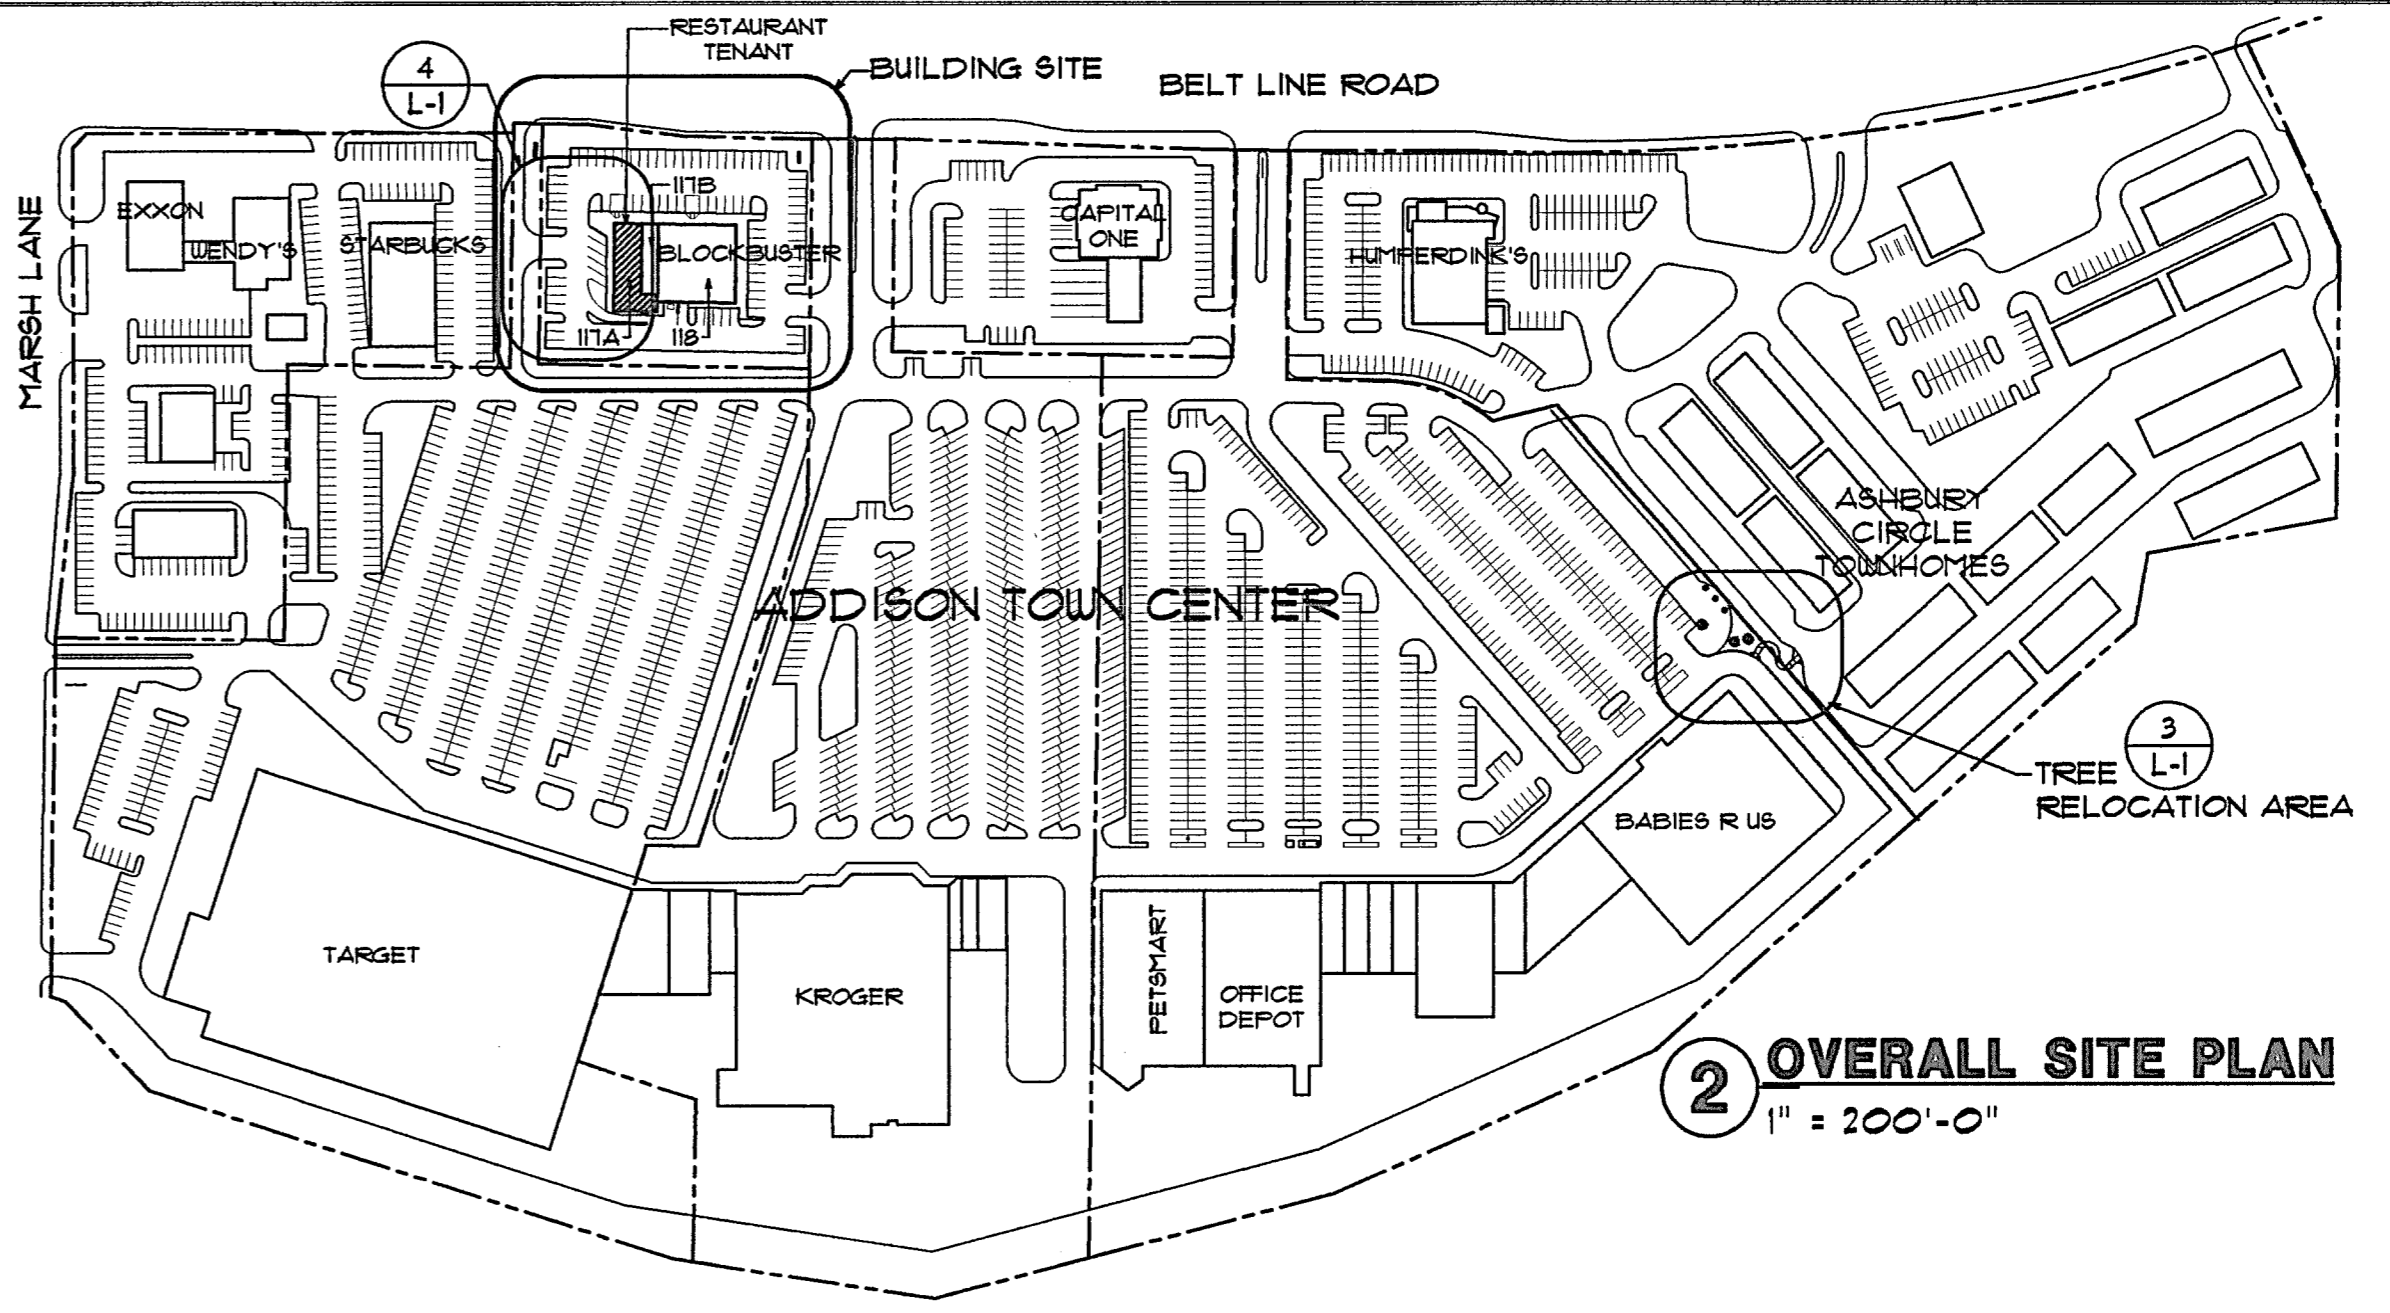 RESTAURANT
TENANT
4
L-1
BUILDING SITE
BELT LINE ROAD
MARSH LANE
EXXON
WENDY'S
STARBUCKS
117B
BLOCKBUSTER
117A
118
CAPITAL
ONE
HUMPERDINK'S
ASHBURY
CIRCLE
TOWNHOMES
ADDISON TOWN CENTER
3
L-1
TREE
RELOCATION AREA
BABIES R US
TARGET
KROGER
PETSMART
OFFICE
DEPOT
2 OVERALL SITE PLAN
1" = 200'-0"